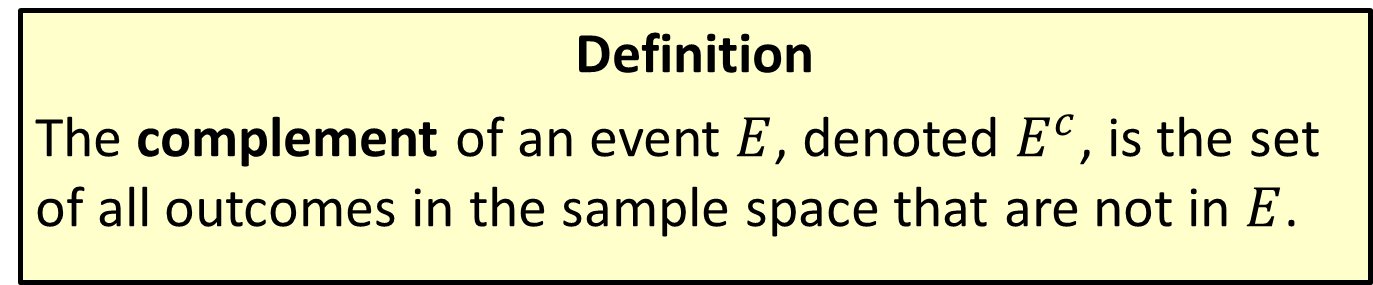 Definition
The complement of an event E, denoted Eᶜ, is the set
of all outcomes in the sample space that are not in E.